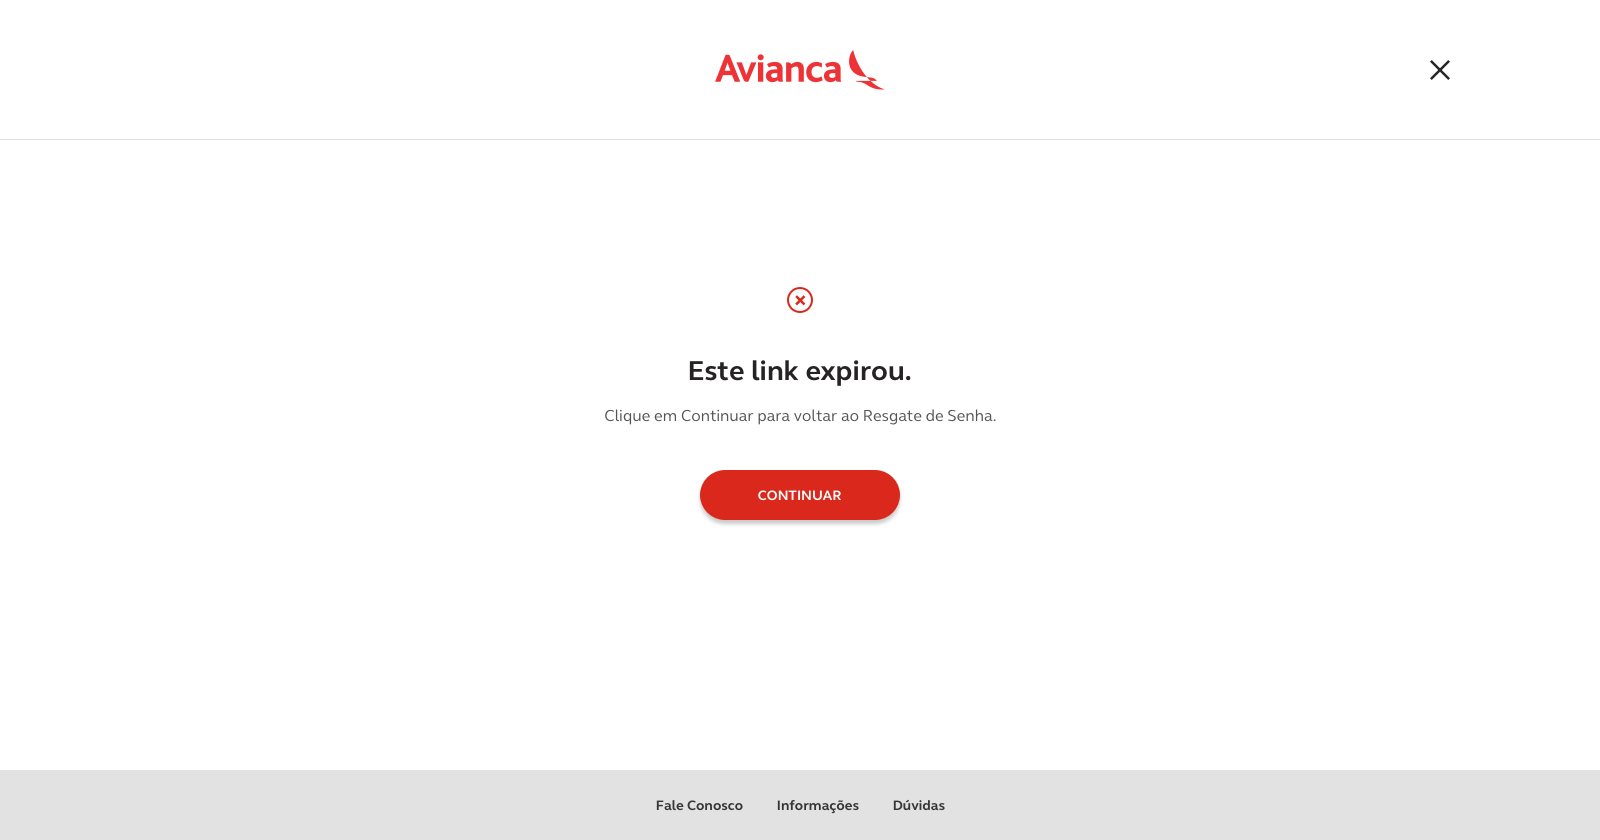 Avianca
Este link expirou.
Clique em Continuar para voltar ao Resgate de Senha.
CONTINUAR
Fale Conosco Informações Dúvidas